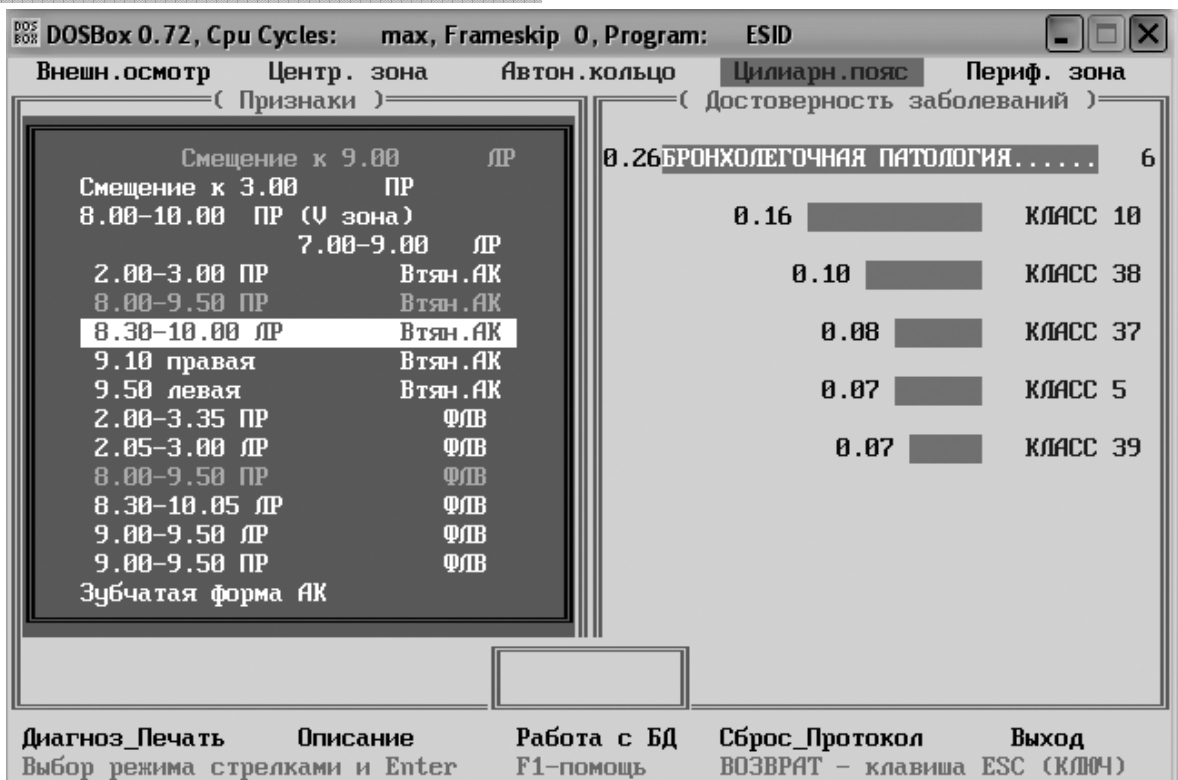 DOS BOX DOSBox 0.72, Cpu Cycles: max, Frameskip 0, Program: ESID
Внешн.осмотр Центр. зона Автон.кольцо Цилиарн.пояс Периф. зона
( Признаки )
Смещение к 9.00 ЛР
Смещение к 3.00 ПР
8.00-10.00 ПР (V зона)
7.00-9.00 ЛР
2.00-3.00 ПР Втян.АК
8.00-9.50 ПР Втян.АК
8.30-10.00 ЛР Втян.АК
9.10 правая Втян.АК
9.50 левая Втян.АК
2.00-3.35 ПР ФЛВ
2.05-3.00 ЛР ФЛВ
8.00-9.50 ПР ФЛВ
8.30-10.05 ЛР ФЛВ
9.00-9.50 ЛР ФЛВ
9.00-9.50 ПР ФЛВ
Зубчатая форма АК
( Достоверность заболеваний )
0.26 БРОНХОЛЕГОЧНАЯ ПАТОЛОГИЯ...... 6
0.16 КЛАСС 10
0.10 КЛАСС 38
0.08 КЛАСС 37
0.07 КЛАСС 5
0.07 КЛАСС 39
Диагноз_Печать Описание Работа с БД Сброс_Протокол Выход
Выбор режима стрелками и Enter F1-помощь ВОЗВРАТ - клавиша ESC (КЛЮЧ)